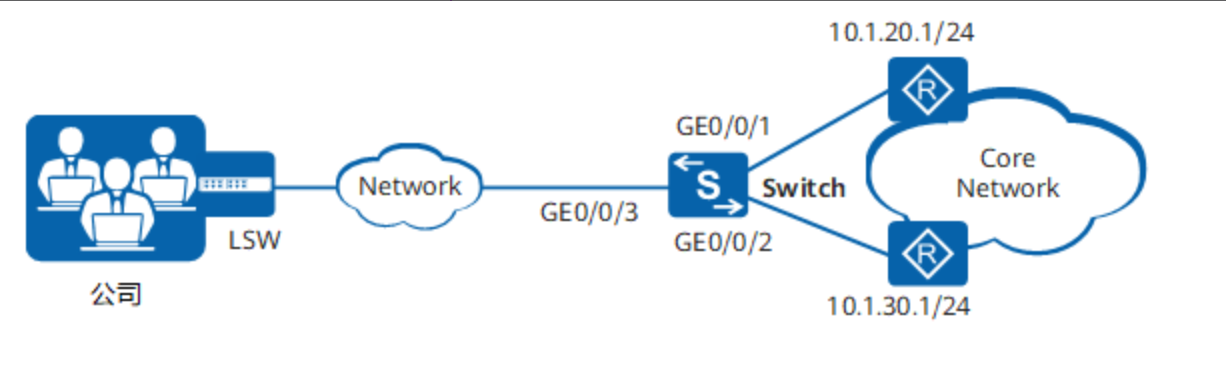 10.1.20.1/24
R
GE0/0/1
Core
Network
Network
S
Switch
GE0/0/3
LSW
GE0/0/2
R
公司
10.1.30.1/24